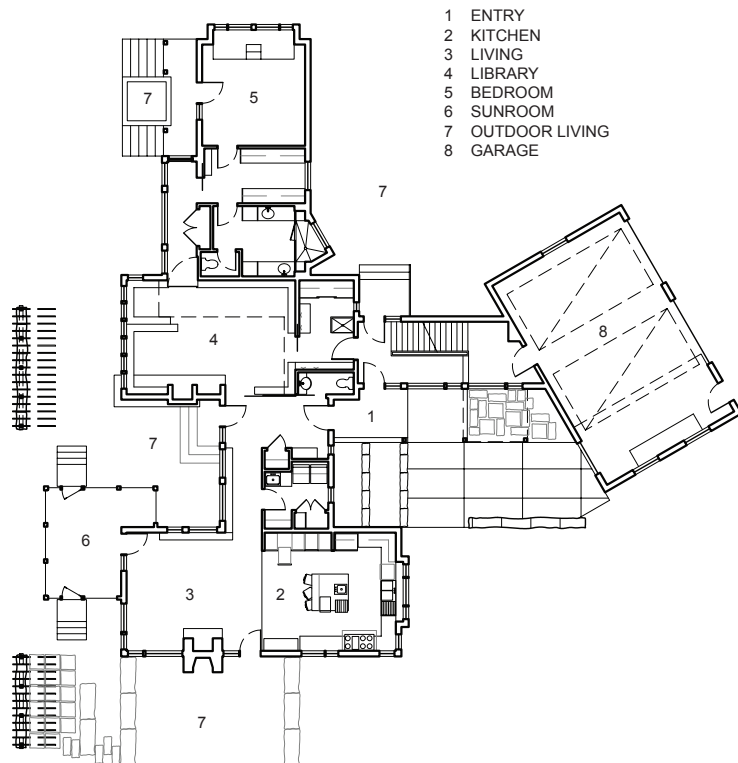 1 ENTRY
2 KITCHEN
3 LIVING
4 LIBRARY
5 BEDROOM
6 SUNROOM
7 OUTDOOR LIVING
8 GARAGE
7
5
7
8
4
1
7
6
3
2
7